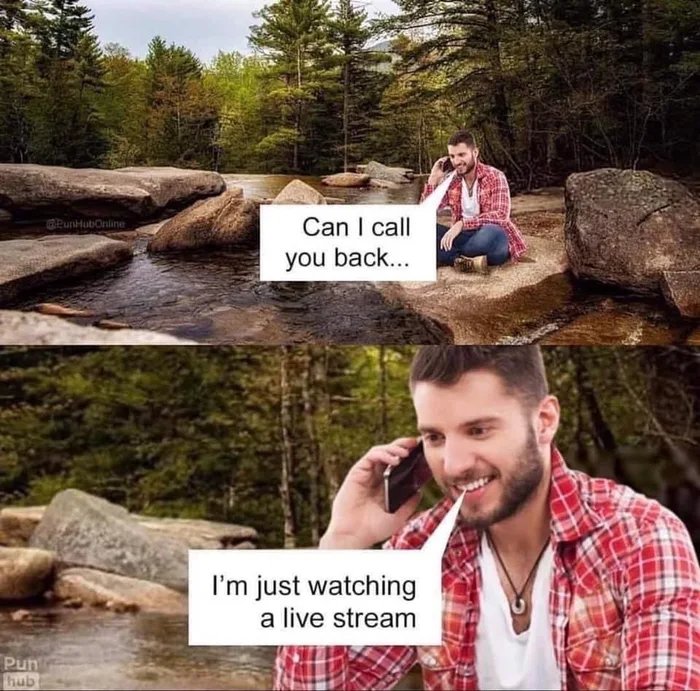 @PunHubOnline
Can I call
you back...
I'm just watching
a live stream
Pun
hub